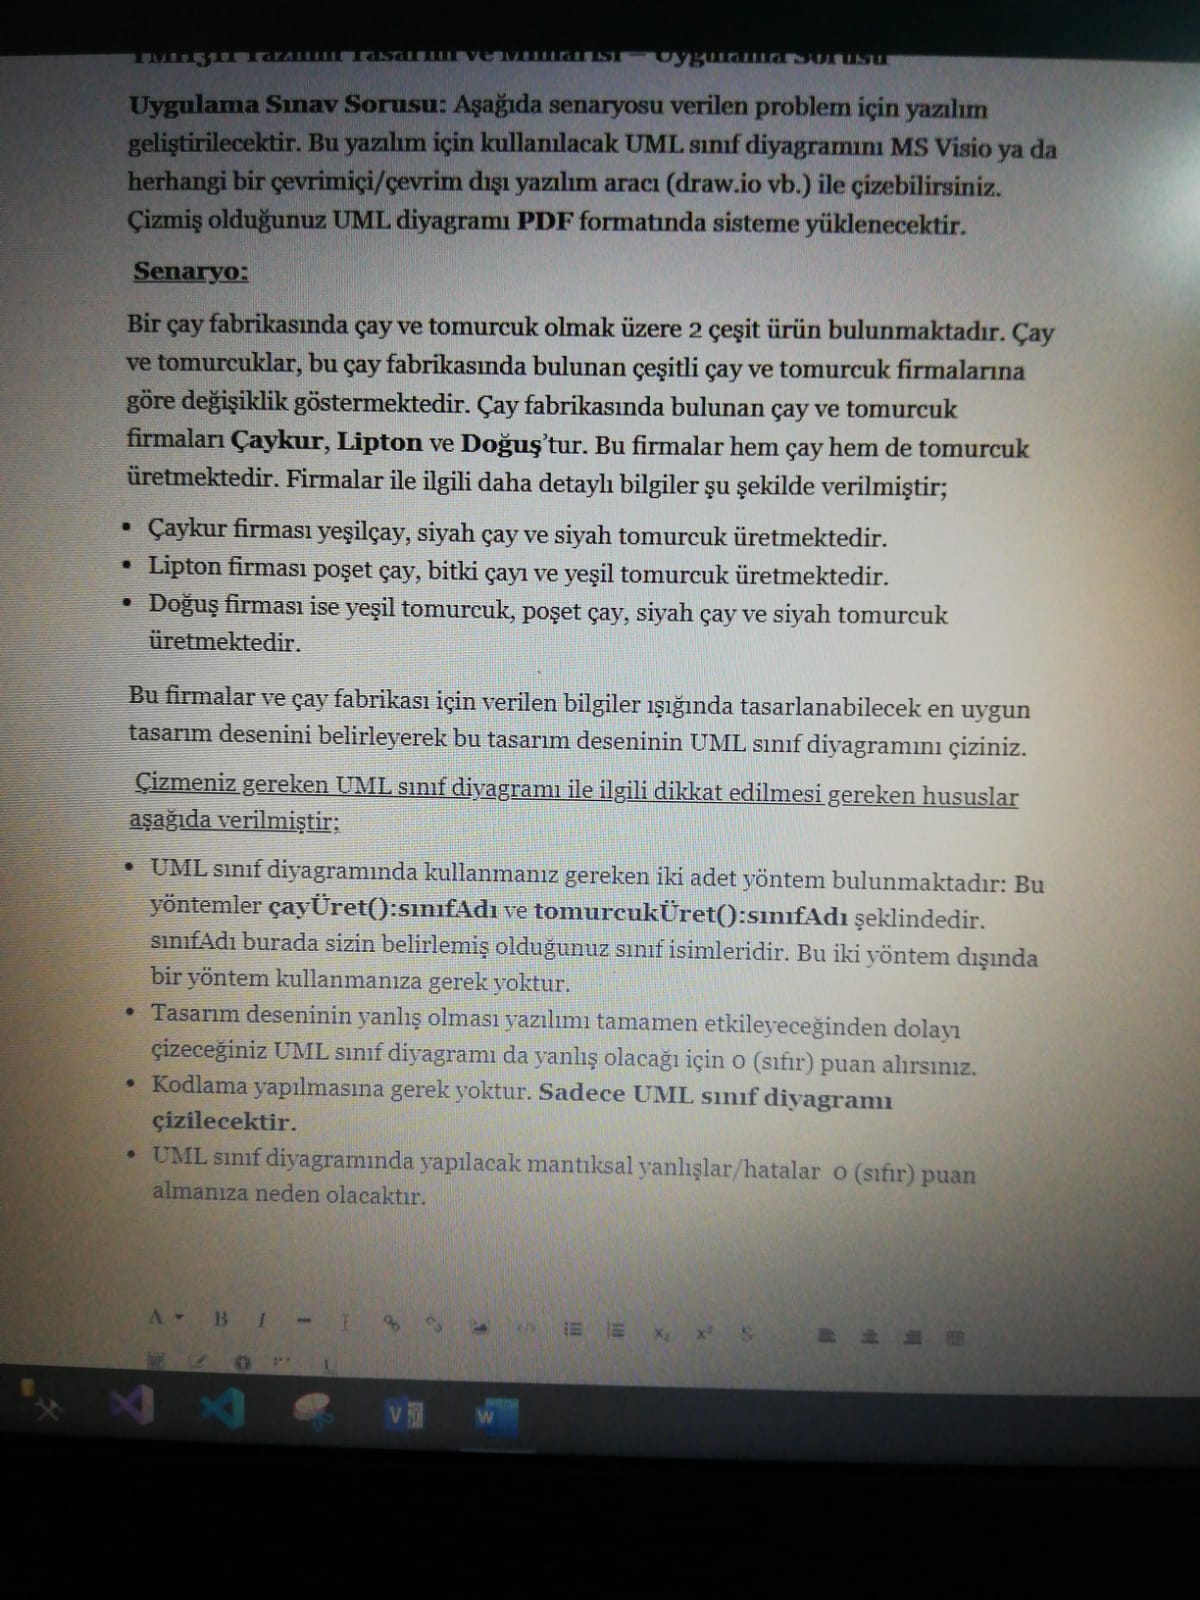 TMH311 Yazılım Tasarım ve Mimarisi – Uygulama Sorusu
Uygulama Sınav Sorusu: Aşağıda senaryosu verilen problem için yazılım
geliştirilecektir. Bu yazılım için kullanılacak UML sınıf diyagramını MS Visio ya da
herhangi bir çevrimiçi/çevrim dışı yazılım aracı (draw.io vb.) ile çizebilirsiniz.
Çizmiş olduğunuz UML diyagramı PDF formatında sisteme yüklenecektir.
Senaryo:
Bir çay fabrikasında çay ve tomurcuk olmak üzere 2 çeşit ürün bulunmaktadır. Çay
ve tomurcuklar, bu çay fabrikasında bulunan çeşitli çay ve tomurcuk firmalarına
göre değişiklik göstermektedir. Çay fabrikasında bulunan çay ve tomurcuk
firmaları Çaykur, Lipton ve Doğuş'tur. Bu firmalar hem çay hem de tomurcuk
üretmektedir. Firmalar ile ilgili daha detaylı bilgiler şu şekilde verilmiştir;
• Çaykur firması yeşilçay, siyah çay ve siyah tomurcuk üretmektedir.
• Lipton firması poşet çay, bitki çayı ve yeşil tomurcuk üretmektedir.
• Doğuş firması ise yeşil tomurcuk, poşet çay, siyah çay ve siyah tomurcuk
üretmektedir.
Bu firmalar ve çay fabrikası için verilen bilgiler ışığında tasarlanabilecek en uygun
tasarım desenini belirleyerek bu tasarım deseninin UML sınıf diyagramını çiziniz.
Çizmeniz gereken UML sınıf diyagramı ile ilgili dikkat edilmesi gereken hususlar
aşağıda verilmiştir;
• UML sınıf diyagramında kullanmanız gereken iki adet yöntem bulunmaktadır: Bu
yöntemler çayÜret():sınıfAdı ve tomurcukÜret():sınıfAdı şeklindedir.
sınıfAdı burada sizin belirlemiş olduğunuz sınıf isimleridir. Bu iki yöntem dışında
bir yöntem kullanmanıza gerek yoktur.
• Tasarım deseninin yanlış olması yazılımı tamamen etkileyeceğinden dolayı
çizeceğiniz UML sınıf diyagramı da yanlış olacağı için 0 (sıfır) puan alırsınız.
• Kodlama yapılmasına gerek yoktur. Sadece UML sınıf diyagramı
çizilecektir.
• UML sınıf diyagramında yapılacak mantıksal yanlışlar/hatalar 0 (sıfır) puan
almanıza neden olacaktır.
A B I X₂ X² S
V W